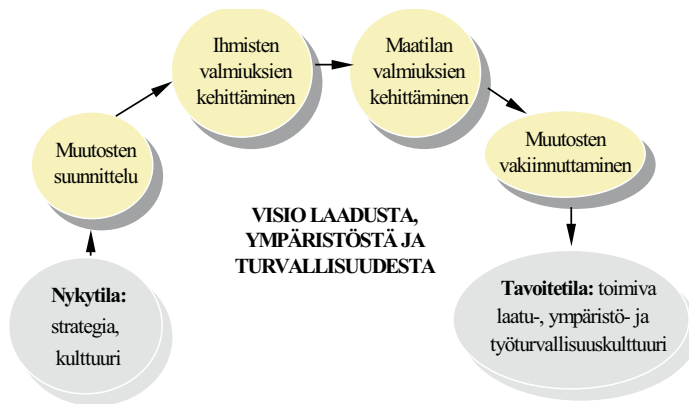 Ihmisten
valmiuksien
kehittäminen
Maatilan
valmiuksien
kehittäminen
Muutosten
suunnittelu
Muutosten
vakiinnuttaminen
VISIO LAADUSTA,
YMPÄRISTÖSTÄ JA
TURVALLISUUDESTA
Nykytila:
strategia,
kulttuuri
Tavoitetila: toimiva
laatu-, ympäristö- ja
työturvallisuuskulttuuri